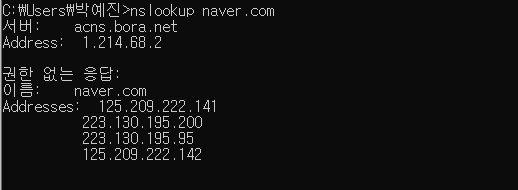 C:\Users\박예진>nslookup naver.com
서버:    acns.bora.net
Address:  1.214.68.2

권한 없는 응답:
이름:    naver.com
Addresses:  125.209.222.141
          223.130.195.200
          223.130.195.95
          125.209.222.142